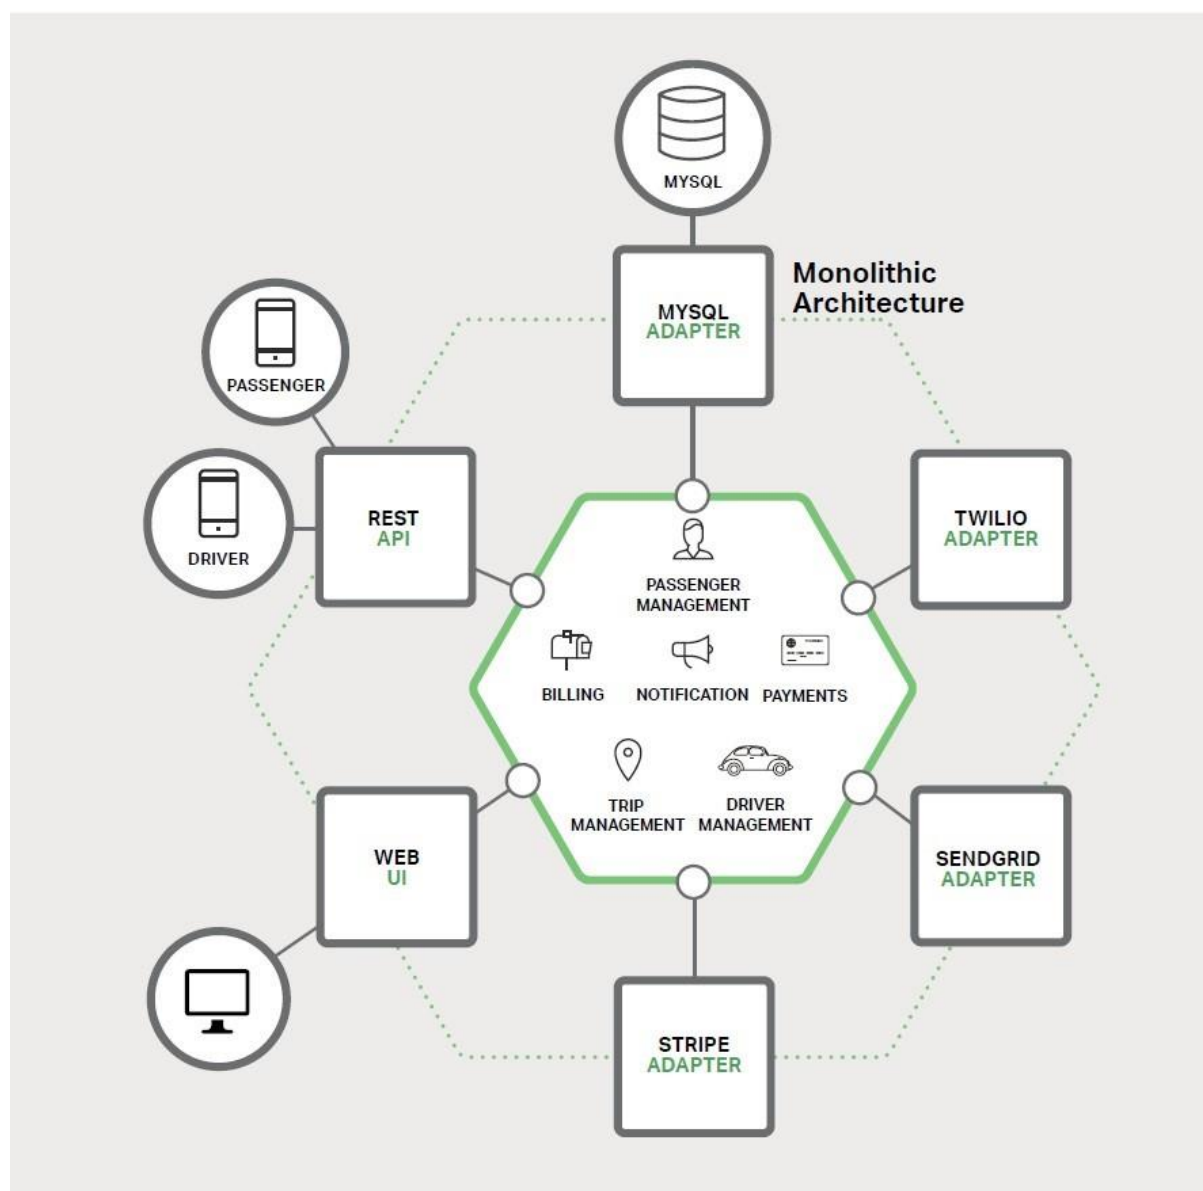 MYSQL
MYSQL
ADAPTER
Monolithic
Architecture
PASSENGER
DRIVER
REST
API
TWILIO
ADAPTER
PASSENGER
MANAGEMENT
BILLING
NOTIFICATION
PAYMENTS
TRIP
MANAGEMENT
DRIVER
MANAGEMENT
WEB
UI
SENDGRID
ADAPTER
STRIPE
ADAPTER